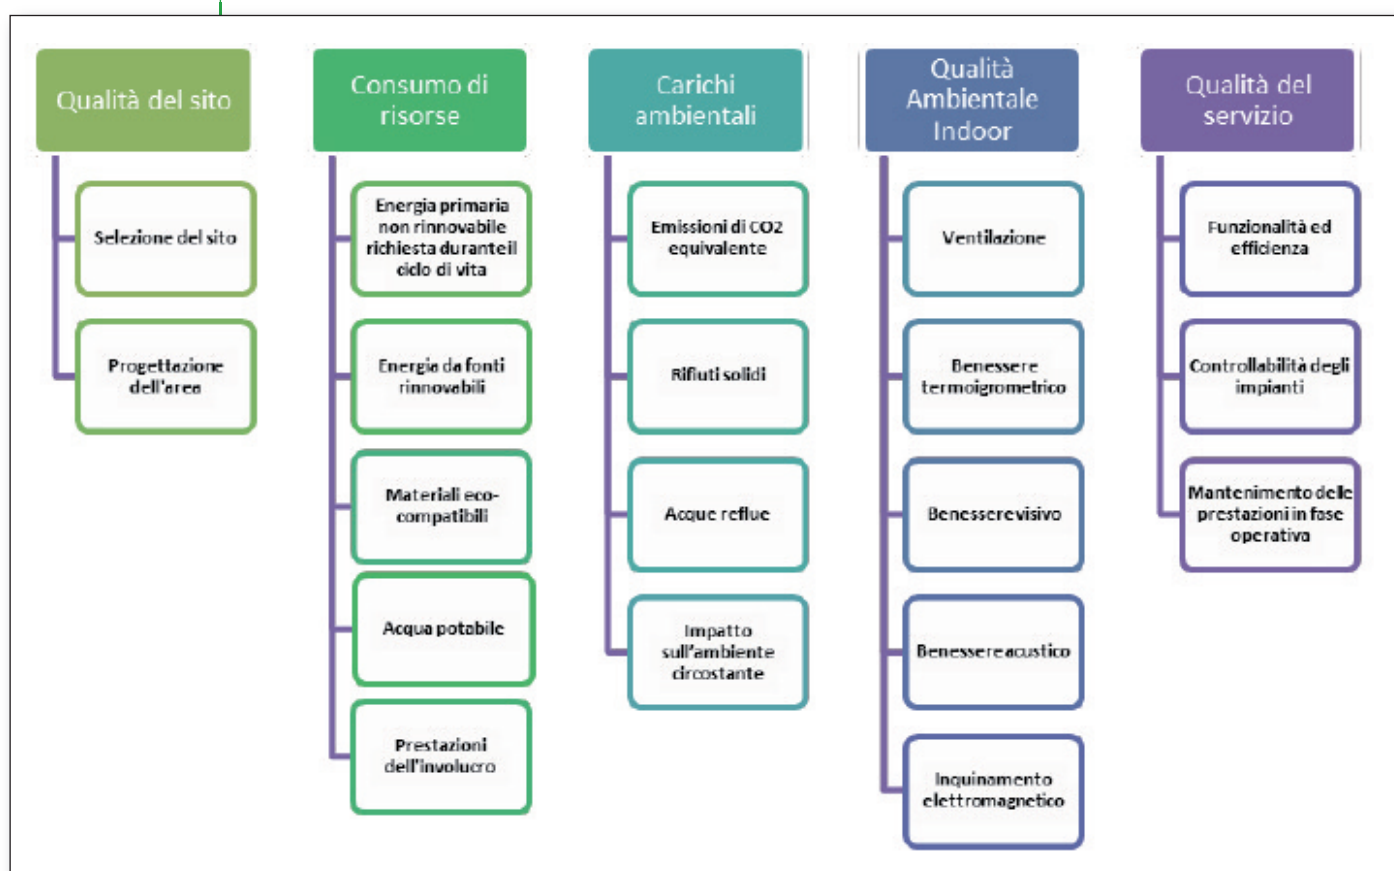 Qualità del sito
Selezione del sito
Progettazione
dell'area
Consumo di
risorse
Energia primaria
non rinnovabile
richiesta durante il
ciclo di vita
Energia da fonti
rinnovabili
Materiali eco-
compatibili
Acqua potabile
Prestazioni
dell'involucro
Carichi
ambientali
Emissioni di CO2
equivalente
Rifiuti solidi
Acque reflue
Impatto
sull'ambiente
circostante
Qualità
Ambientale
Indoor
Ventilazione
Benessere
termoigrometrico
Benessere visivo
Benessere acustico
Inquinamento
elettromagnetico
Qualità del
servizio
Funzionalità ed
efficienza
Controllabilità degli
impianti
Mantenimento delle
prestazioni in fase
operativa